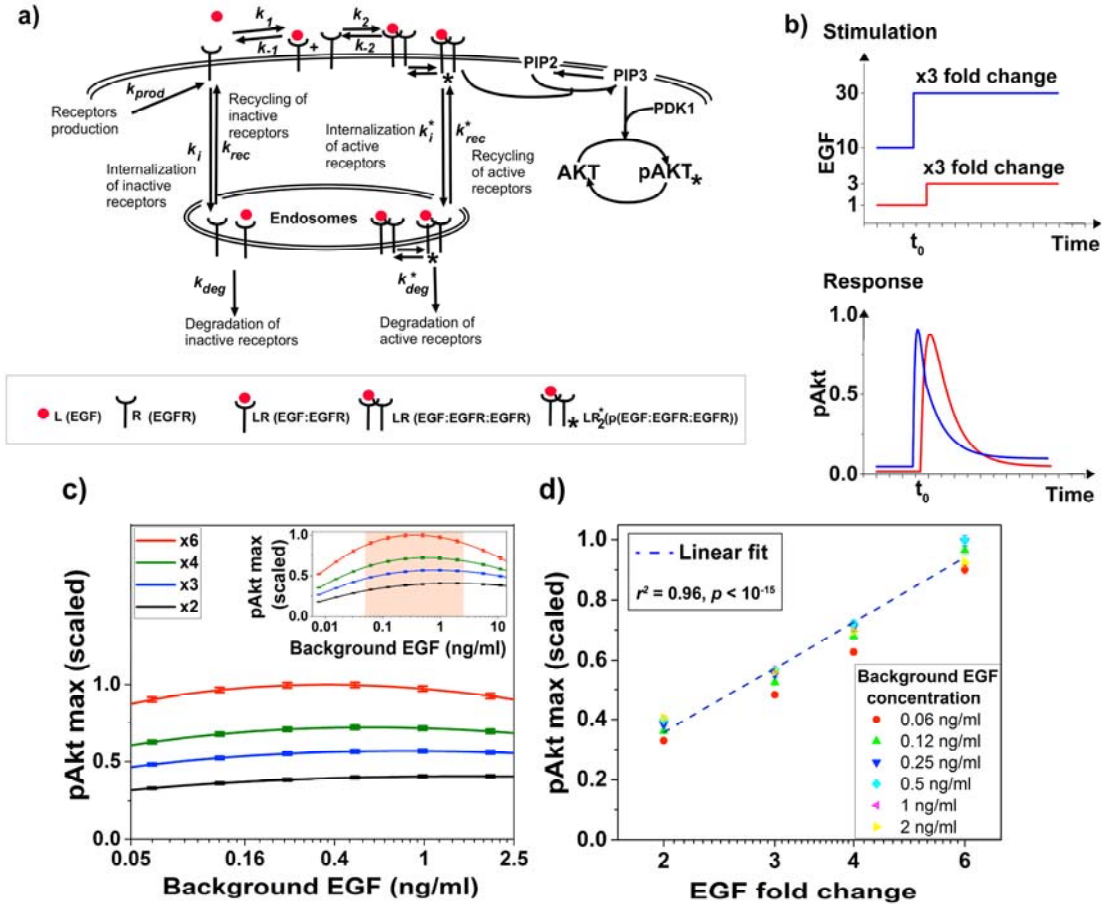 a)
k1
k-1
+
k2
k-2
*
PIP2
PIP3
PDK1
AKT
pAKT*
kprod
Receptors
production
Recycling of
inactive
receptors
ki
krec
Internalization
of inactive
receptors
Internalization
of active
receptors
k*i
k*rec
Recycling
of active
receptors
Endosomes
*
kdeg
k*deg
Degradation of
inactive receptors
Degradation of
active receptors
L (EGF)
R (EGFR)
LR (EGF:EGFR)
LR (EGF:EGFR:EGFR)
* LR*2(p(EGF:EGFR:EGFR))
b)
Stimulation
x3 fold change
30
EGF
10
x3 fold change
3
1
t0
Time
Response
1.0
pAkt
0.5
0.0
t0
Time
c)
x6
x4
x3
x2
pAkt max
(scaled)
1.0
0.5
0.0
0.01
0.1
1
10
Background EGF (ng/ml)
pAkt max (scaled)
1.0
0.5
0.0
0.05
0.16
0.4
1
2.5
Background EGF (ng/ml)
d)
Linear fit
r² = 0.96, p < 10⁻¹⁵
pAkt max (scaled)
1.0
0.8
0.6
0.4
0.2
0.0
Background EGF
concentration
0.06 ng/ml
0.12 ng/ml
0.25 ng/ml
0.5 ng/ml
1 ng/ml
2 ng/ml
2
3
4
6
EGF fold change